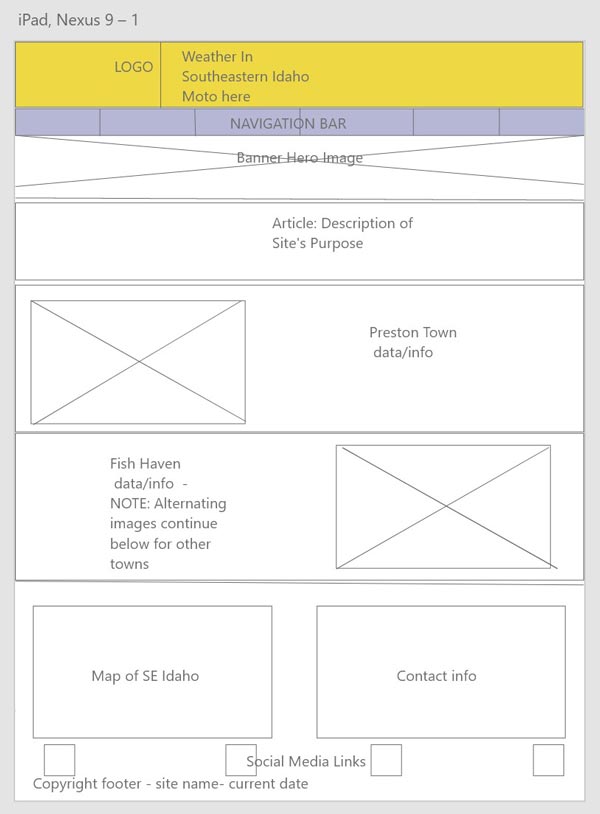 iPad, Nexus 9 – 1
LOGO
Weather In
Southeastern Idaho
Moto here
NAVIGATION BAR
Banner Hero Image
Article: Description of
Site's Purpose
Preston Town
data/info
Fish Haven
data/info -
NOTE: Alternating
images continue
below for other
towns
Map of SE Idaho
Contact info
Social Media Links
Copyright footer - site name- current date